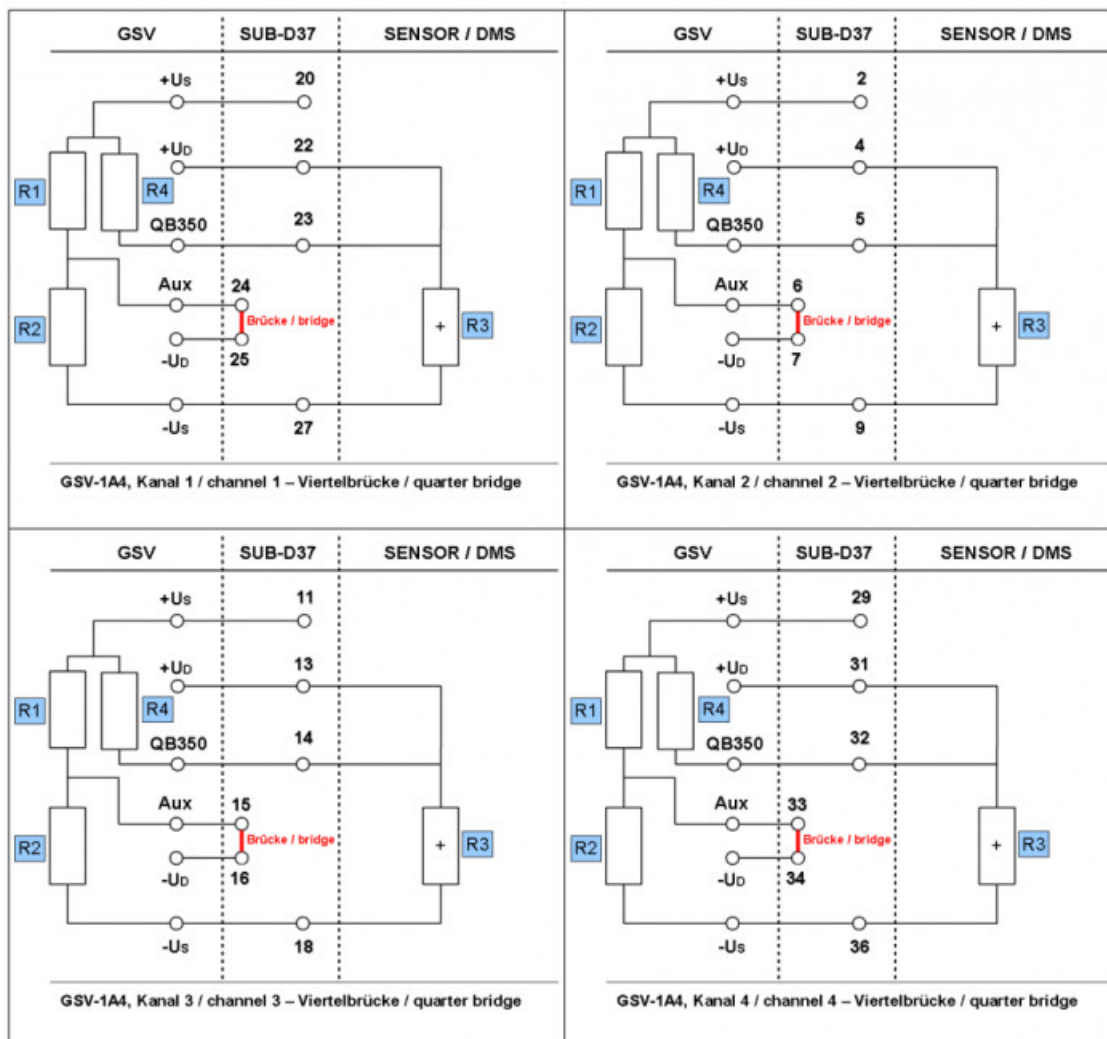 GSV SUB-D37 SENSOR / DMS
+Us 20
+UD 22
R1 R4
QB350 23
Aux 24
R2 Brücke / bridge + R3
-UD 25
-Us 27
GSV-1A4, Kanal 1 / channel 1 – Viertelbrücke / quarter bridge
GSV SUB-D37 SENSOR / DMS
+Us 2
+UD 4
R1 R4
QB350 5
Aux 6
R2 Brücke / bridge + R3
-UD 7
-Us 9
GSV-1A4, Kanal 2 / channel 2 – Viertelbrücke / quarter bridge
GSV SUB-D37 SENSOR / DMS
+Us 11
+UD 13
R1 R4
QB350 14
Aux 15
R2 Brücke / bridge + R3
-UD 16
-Us 18
GSV-1A4, Kanal 3 / channel 3 – Viertelbrücke / quarter bridge
GSV SUB-D37 SENSOR / DMS
+Us 29
+UD 31
R1 R4
QB350 32
Aux 33
R2 Brücke / bridge + R3
-UD 34
-Us 36
GSV-1A4, Kanal 4 / channel 4 – Viertelbrücke / quarter bridge